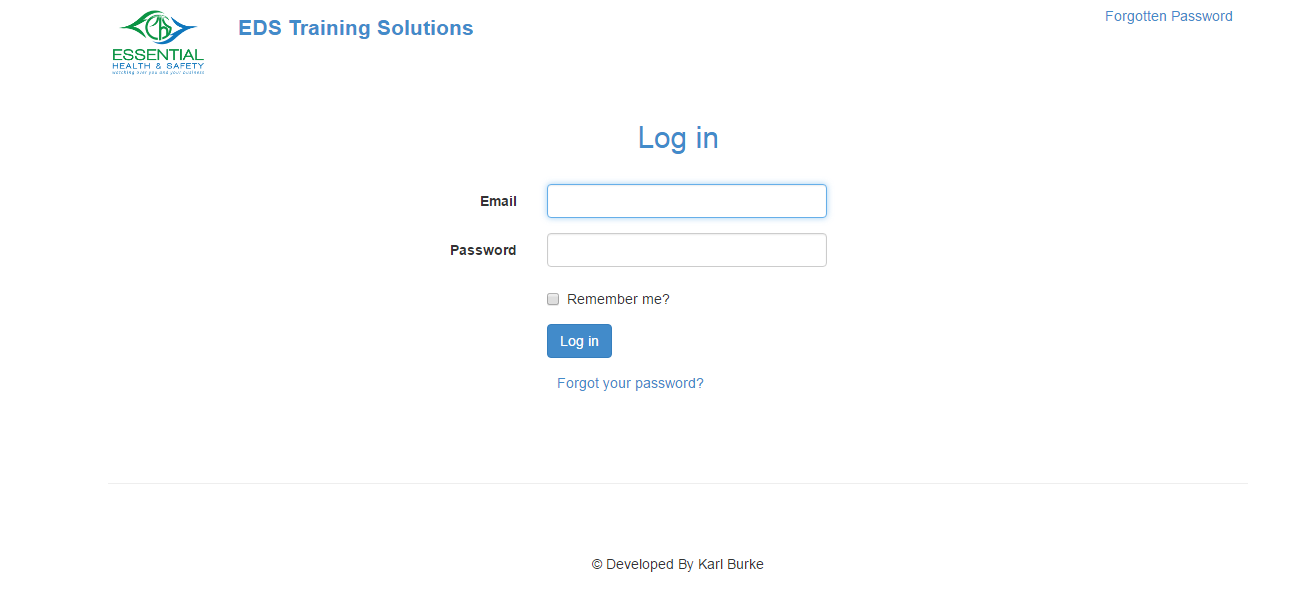 EDS Training Solutions
Forgotten Password
ESSENTIAL
HEALTH & SAFETY
watching over you and your business
Log in
Email
Password
Remember me?
Log in
Forgot your password?
© Developed By Karl Burke